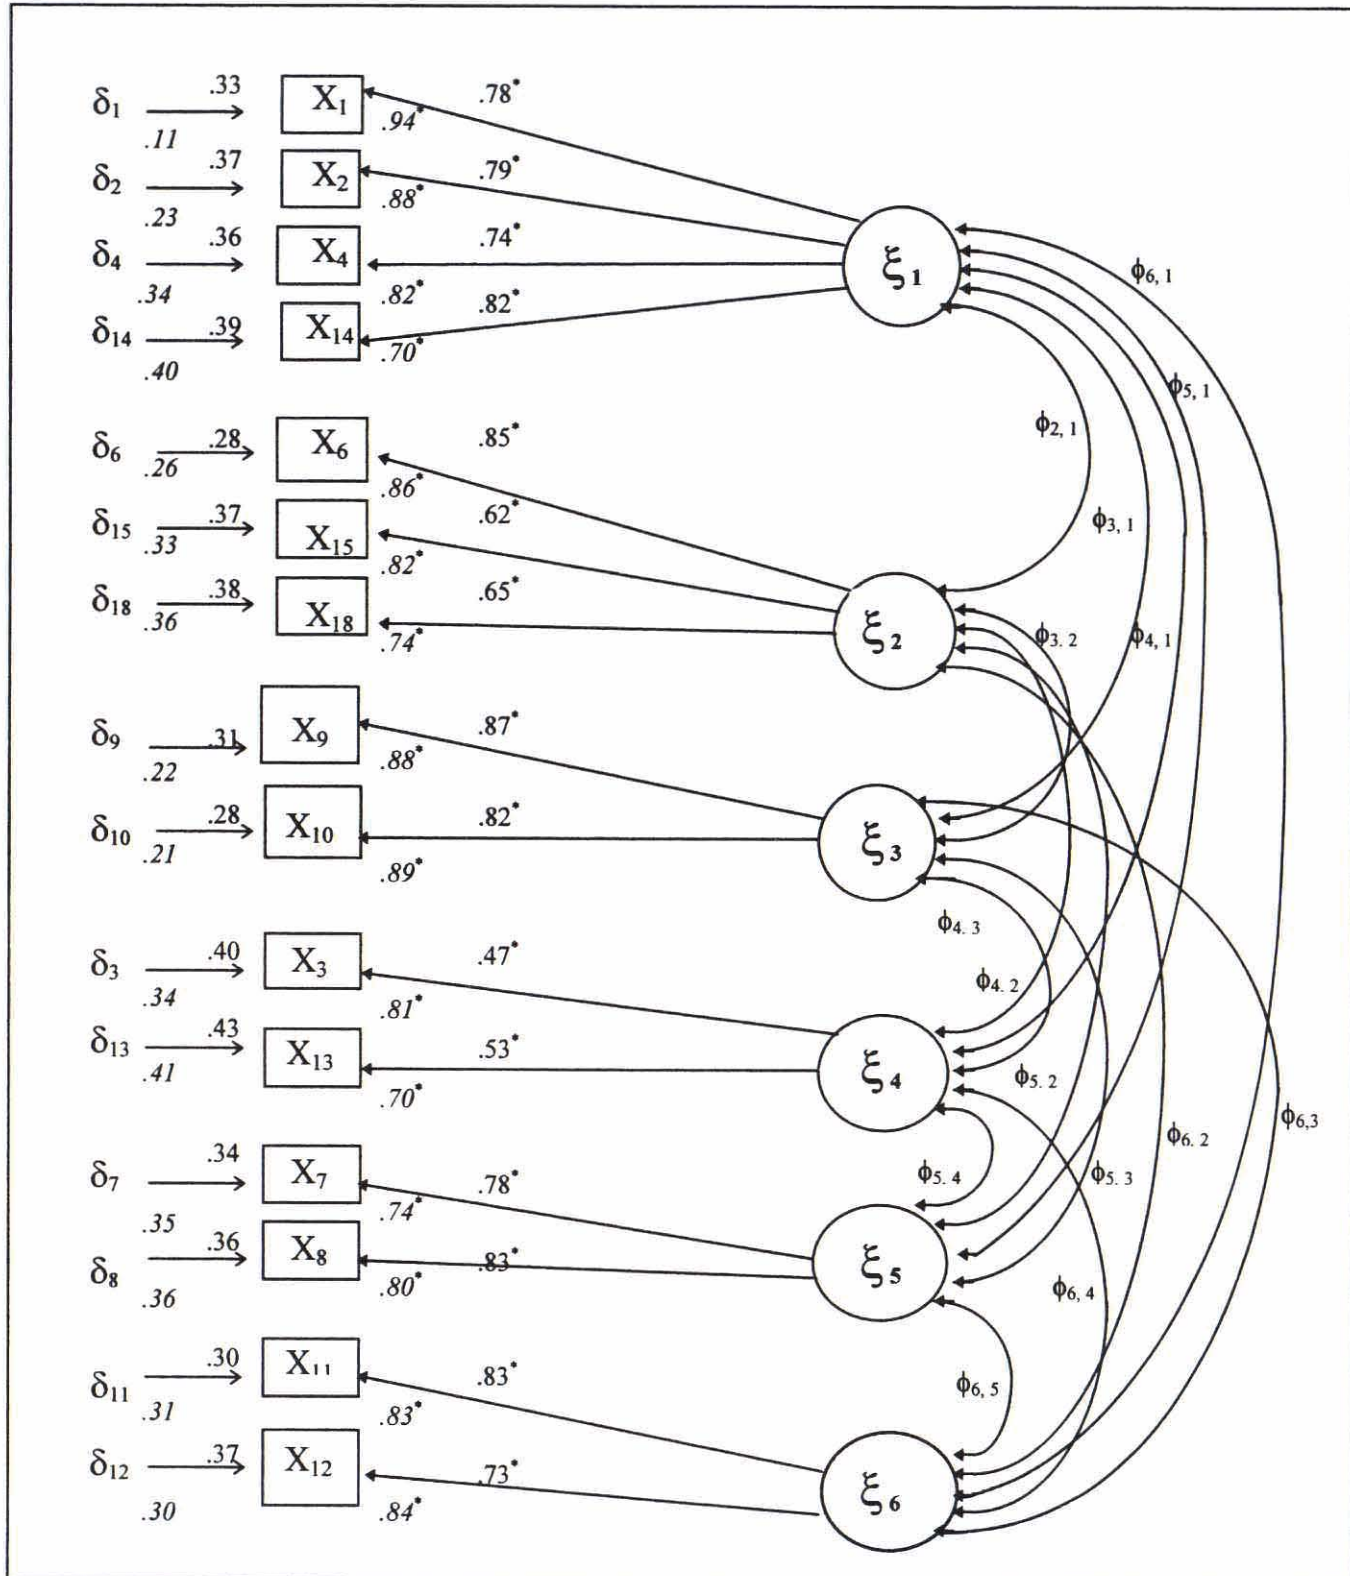 .33 .78*
δ₁ X₁ .94*
.11
.37 .79*
δ₂ X₂ .88*
.23
.36 .74*
δ₄ X₄ ξ₁ ϕ₆,₁
.34 .82* .82*
δ₁₄ .39 X₁₄ .70*
.40 ϕ₅,₁
ϕ₂,₁
.28 .85*
δ₆ X₆
.26 .86*
.37 .62* ϕ₃,₁
δ₁₅ X₁₅
.33 .82*
.38 .65*
δ₁₈ X₁₈ ξ₂ ϕ₃.₂ ϕ₄,₁
.36 .74*
.87*
δ₉ .31 X₉
.22 .88*
.28 .82*
δ₁₀ X₁₀ ξ₃
.21 .89*
ϕ₄.₃
.40 .47*
δ₃ X₃ ϕ₄.₂
.34 .81*
.43 .53*
δ₁₃ X₁₃ ξ₄ ϕ₅.₂
.41 .70*
ϕ₆,₃
ϕ₆.₂
.34 ϕ₅.₄ ϕ₅.₃
δ₇ X₇ .78*
.35 .74*
.36 .83*
δ₈ X₈ ξ₅
.36 .80* ϕ₆,₄
.30 .83*
δ₁₁ X₁₁ ϕ₆,₅
.31 .83*
.37 .73*
δ₁₂ X₁₂ ξ₆
.30 .84*